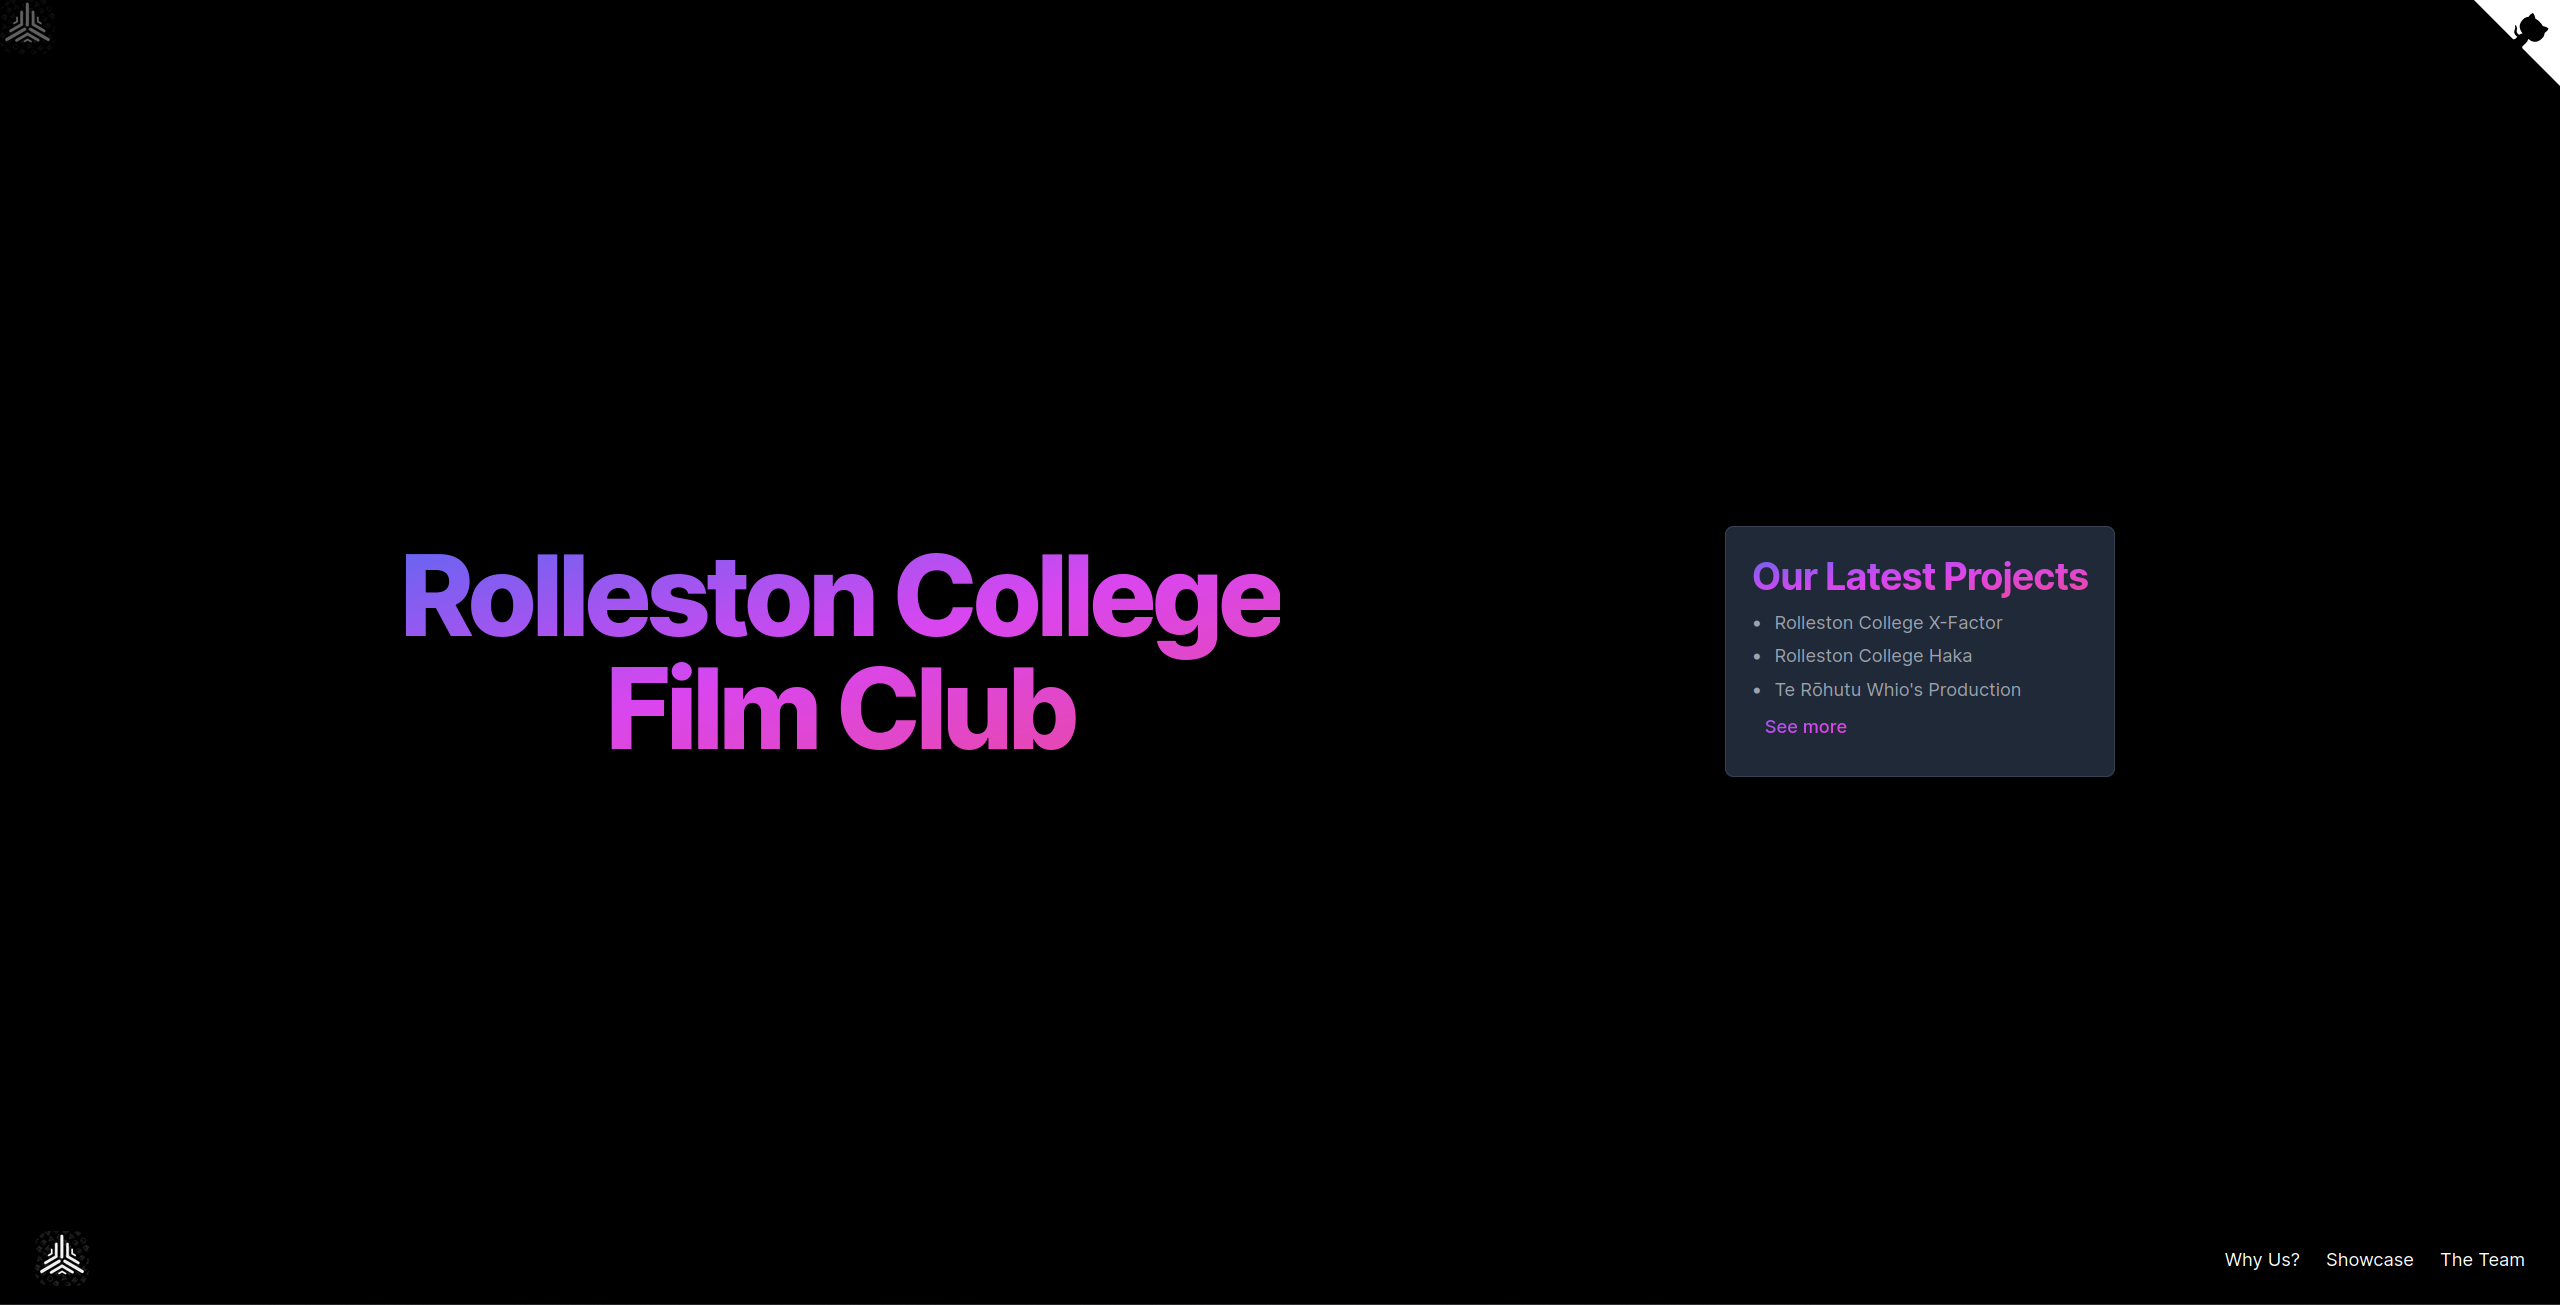 Rolleston College
Film Club
Our Latest Projects
Rolleston College X-Factor
Rolleston College Haka
Te Rōhutu Whio's Production
See more
Why Us? Showcase The Team